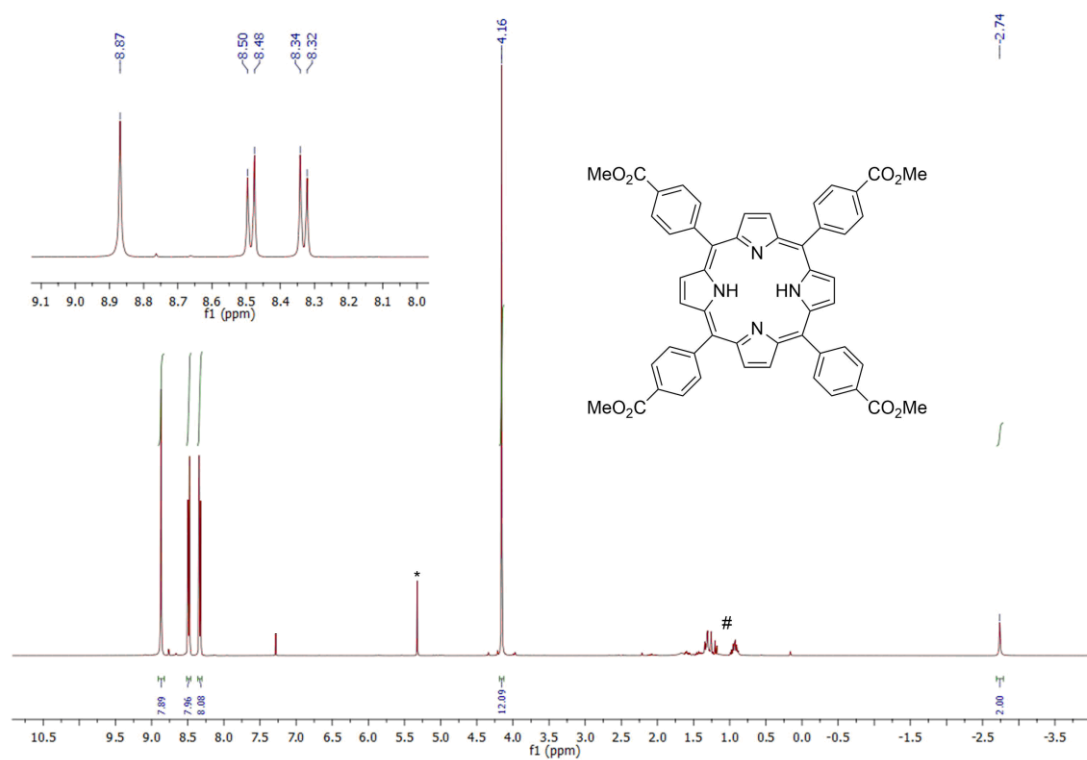 8.87
8.50
8.48
8.34
8.32
4.16
-2.74
9.1 9.0 8.9 8.8 8.7 8.6 8.5 8.4 8.3 8.2 8.1 8.0
f1 (ppm)
MeO₂C CO₂Me
N
NH HN
N
MeO₂C CO₂Me
*
#
7.89
7.96
8.08
12.09
2.00
10.5 9.5 9.0 8.5 8.0 7.5 7.0 6.5 6.0 5.5 5.0 4.5 4.0 3.5 3.0 2.5 2.0 1.5 1.0 0.5 0.0 -0.5 -1.5 -2.5 -3.5
f1 (ppm)